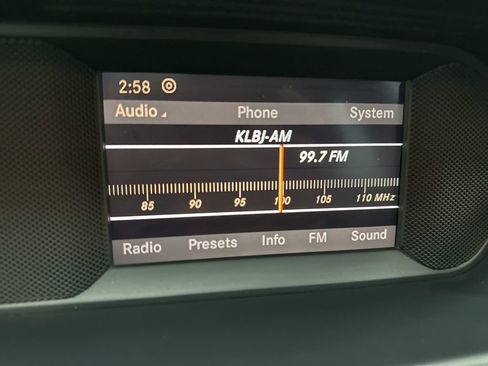 2:58
Audio Phone System
KLBJ-AM
99.7 FM
85 90 95 100 105 110 MHz
Radio Presets Info FM Sound